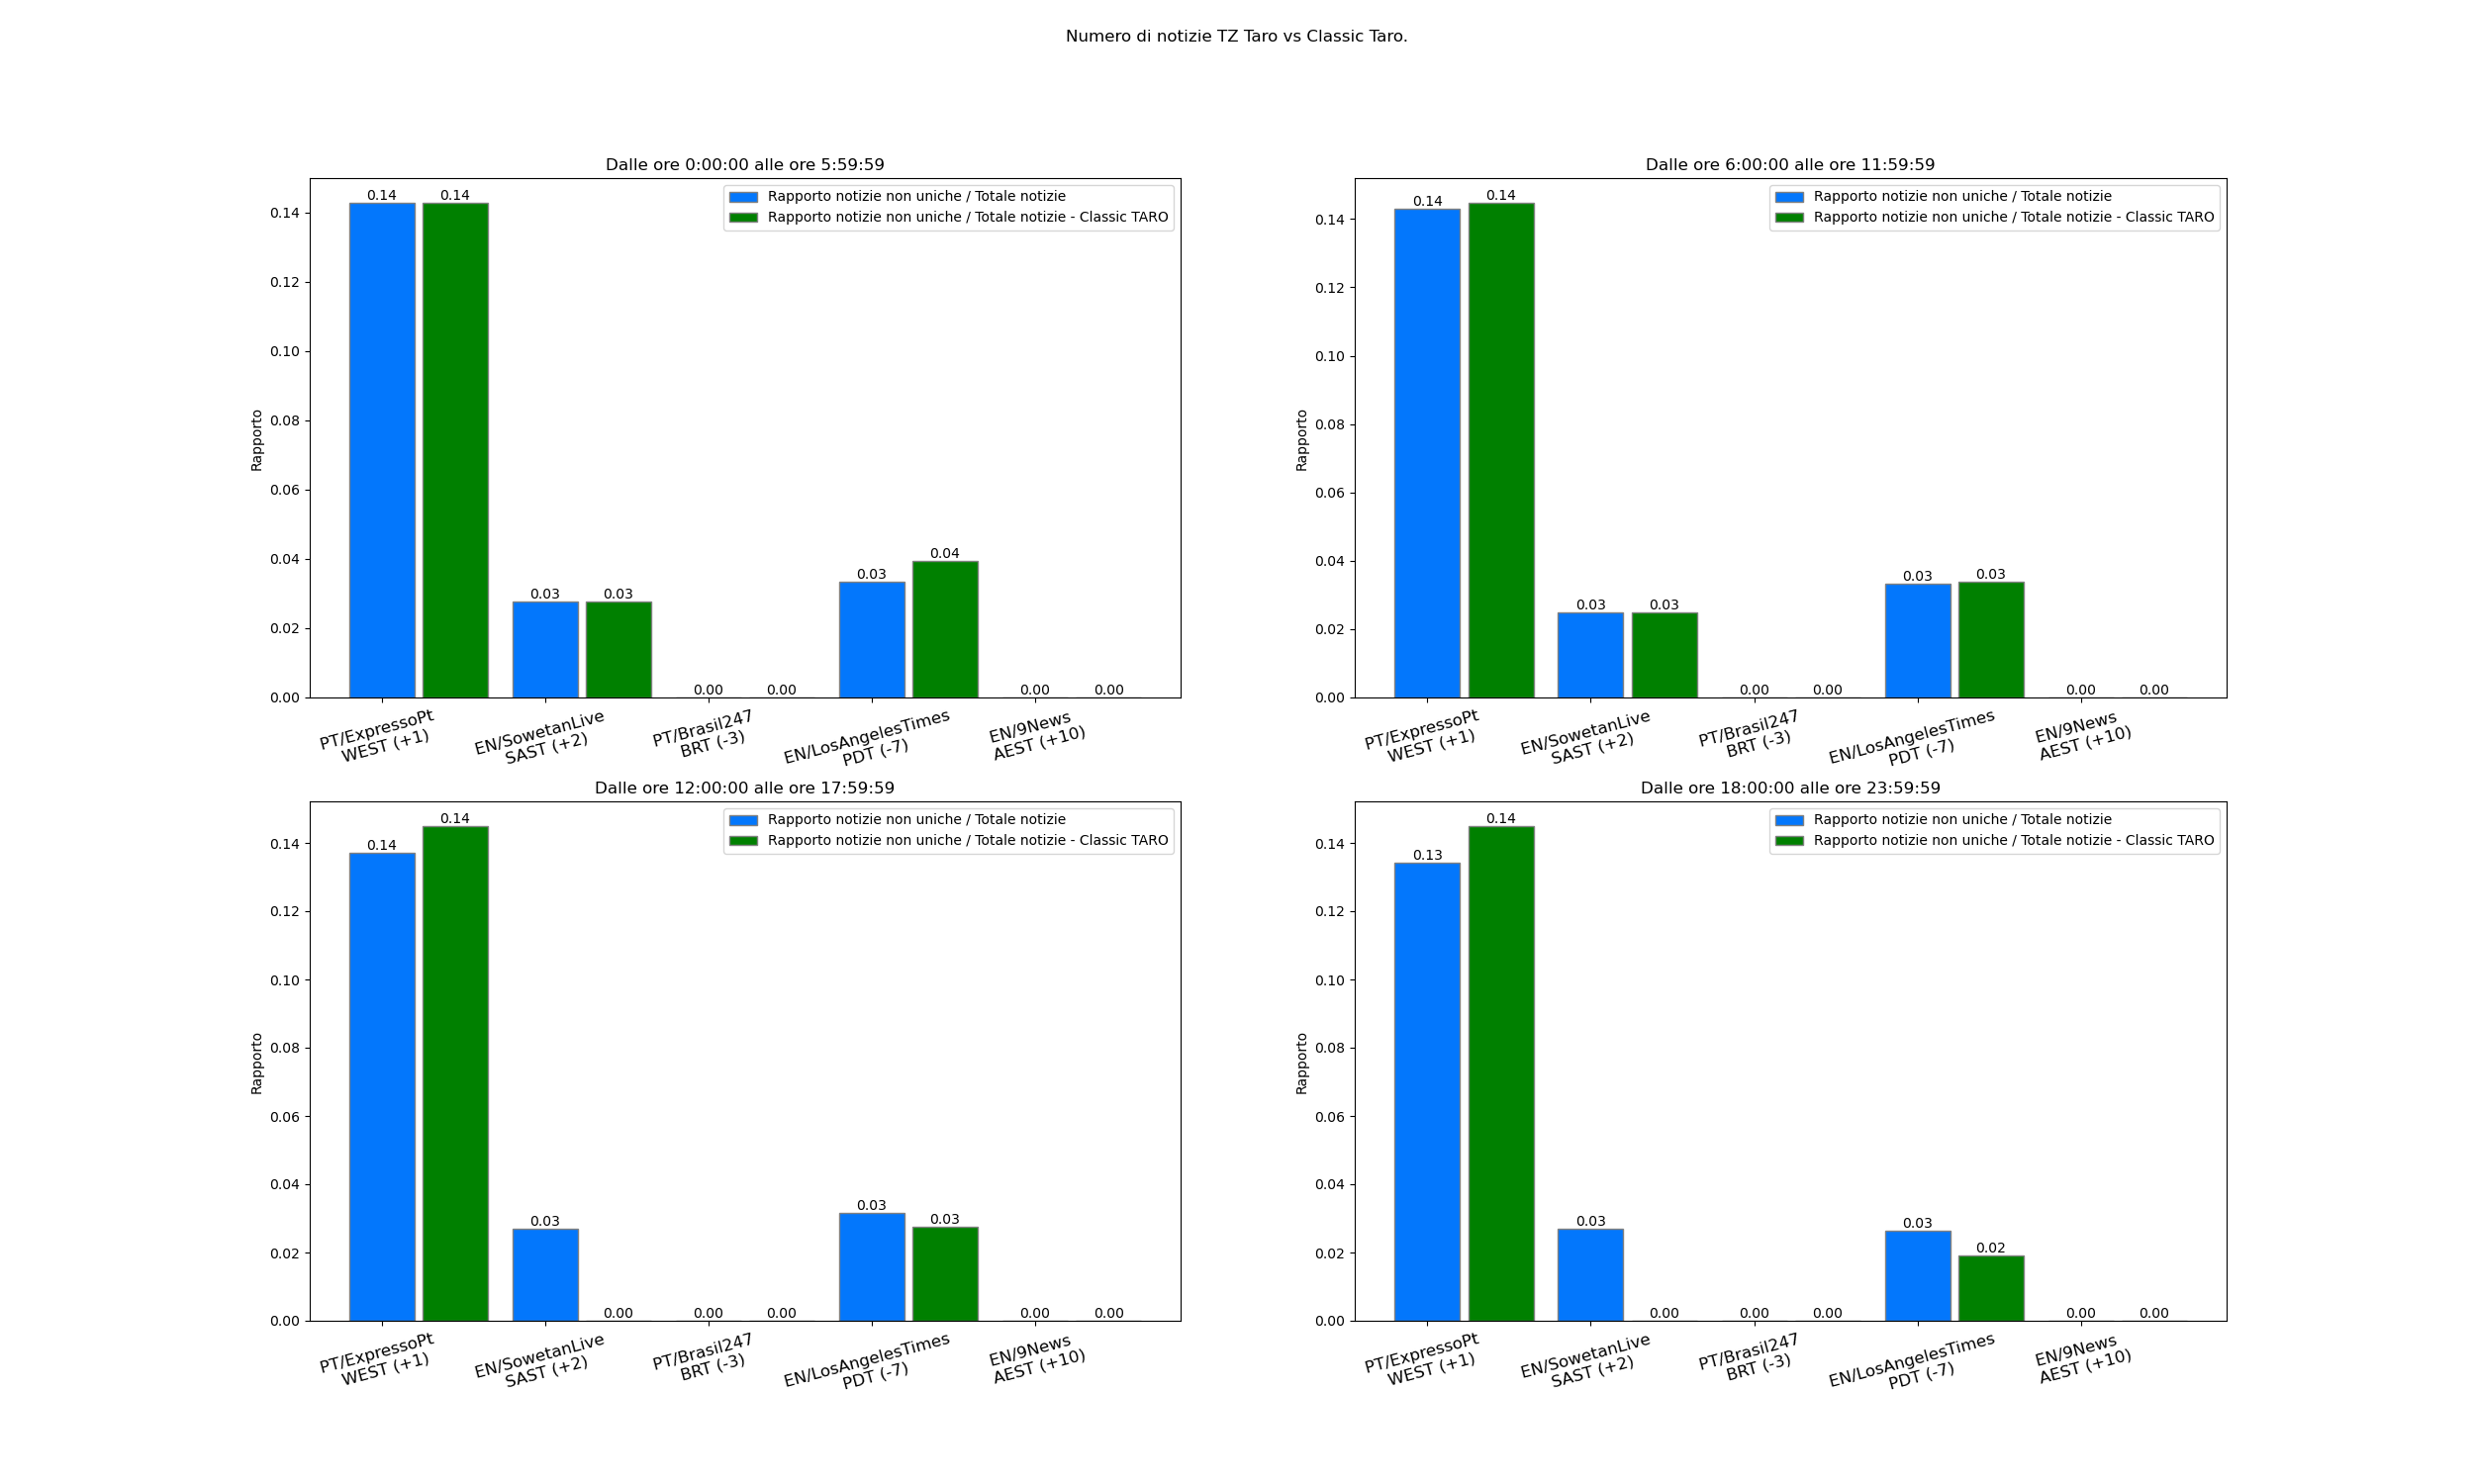 Numero di notizie TZ Taro vs Classic Taro.
Dalle ore 0:00:00 alle ore 5:59:59
Rapporto notizie non uniche / Totale notizie
Rapporto notizie non uniche / Totale notizie - Classic TARO
Rapporto
0.14
0.12
0.10
0.08
0.06
0.04
0.02
0.00
0.14
0.14
0.03
0.03
0.00
0.00
0.03
0.04
0.00
0.00
PT/ExpressoPt
WEST (+1)
EN/SowetanLive
SAST (+2)
PT/Brasil247
BRT (-3)
EN/LosAngelesTimes
PDT (-7)
EN/9News
AEST (+10)
Dalle ore 6:00:00 alle ore 11:59:59
Rapporto notizie non uniche / Totale notizie
Rapporto notizie non uniche / Totale notizie - Classic TARO
Rapporto
0.14
0.12
0.10
0.08
0.06
0.04
0.02
0.00
0.14
0.14
0.03
0.03
0.00
0.00
0.03
0.03
0.00
0.00
PT/ExpressoPt
WEST (+1)
EN/SowetanLive
SAST (+2)
PT/Brasil247
BRT (-3)
EN/LosAngelesTimes
PDT (-7)
EN/9News
AEST (+10)
Dalle ore 12:00:00 alle ore 17:59:59
Rapporto notizie non uniche / Totale notizie
Rapporto notizie non uniche / Totale notizie - Classic TARO
Rapporto
0.14
0.12
0.10
0.08
0.06
0.04
0.02
0.00
0.14
0.14
0.03
0.00
0.00
0.00
0.03
0.03
0.00
0.00
PT/ExpressoPt
WEST (+1)
EN/SowetanLive
SAST (+2)
PT/Brasil247
BRT (-3)
EN/LosAngelesTimes
PDT (-7)
EN/9News
AEST (+10)
Dalle ore 18:00:00 alle ore 23:59:59
Rapporto notizie non uniche / Totale notizie
Rapporto notizie non uniche / Totale notizie - Classic TARO
Rapporto
0.14
0.12
0.10
0.08
0.06
0.04
0.02
0.00
0.13
0.14
0.03
0.00
0.00
0.00
0.03
0.02
0.00
0.00
PT/ExpressoPt
WEST (+1)
EN/SowetanLive
SAST (+2)
PT/Brasil247
BRT (-3)
EN/LosAngelesTimes
PDT (-7)
EN/9News
AEST (+10)